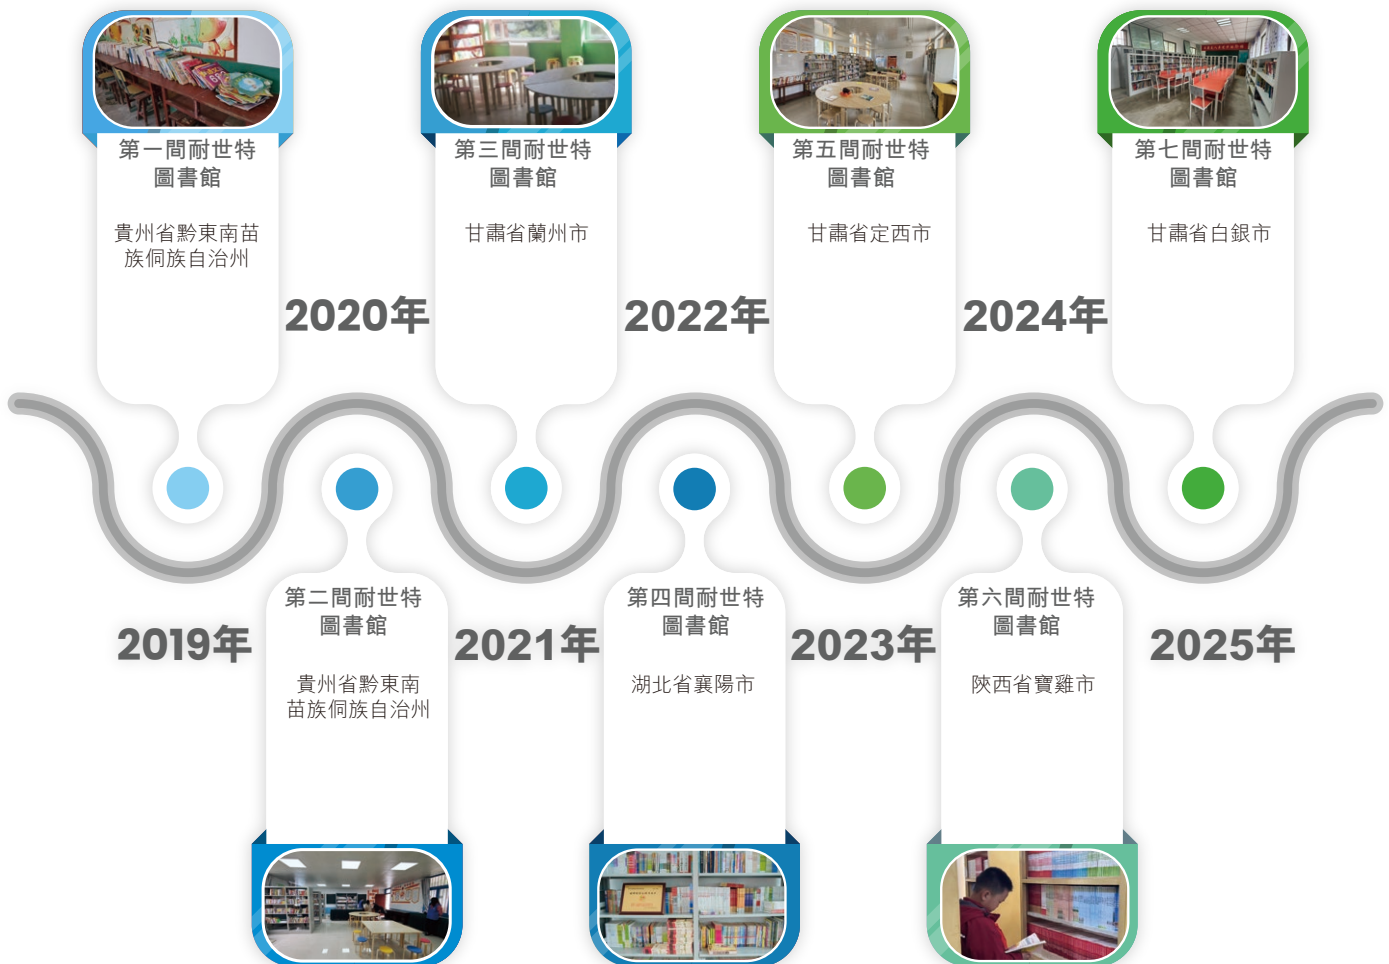 第一間耐世特
圖書館
貴州省黔東南苗
族侗族自治州
2019年
2020年
第二間耐世特
圖書館
貴州省黔東南
苗族侗族自治州
第三間耐世特
圖書館
甘肅省蘭州市
2021年
2022年
第四間耐世特
圖書館
湖北省襄陽市
第五間耐世特
圖書館
甘肅省定西市
2023年
2024年
第六間耐世特
圖書館
陝西省寶雞市
第七間耐世特
圖書館
甘肅省白銀市
2025年